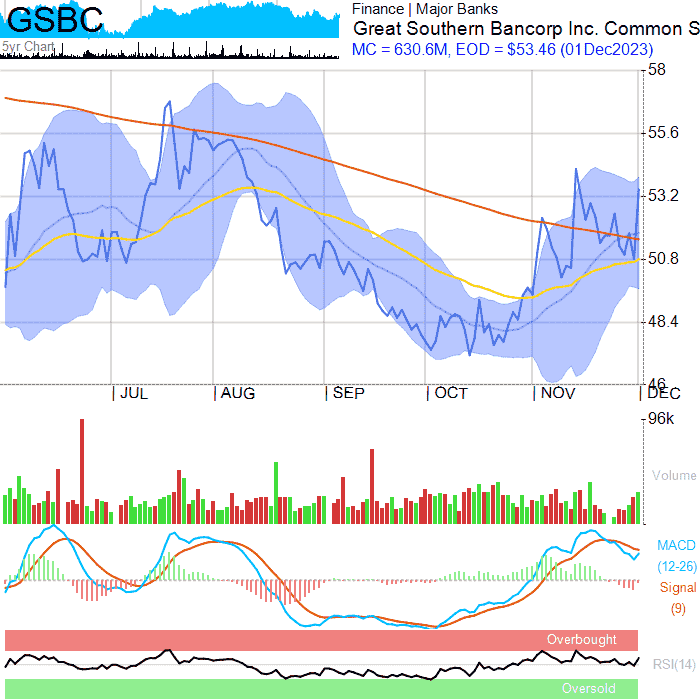 GSBC
5yr Chart
Finance | Major Banks
Great Southern Bancorp Inc. Common S
MC = 630.6M, EOD = $53.46 (01Dec2023)
58
55.6
53.2
50.8
48.4
46
JUL AUG SEP OCT NOV DEC
96k
Volume
MACD
(12-26)
Signal
(9)
Overbought
RSI(14)
Oversold